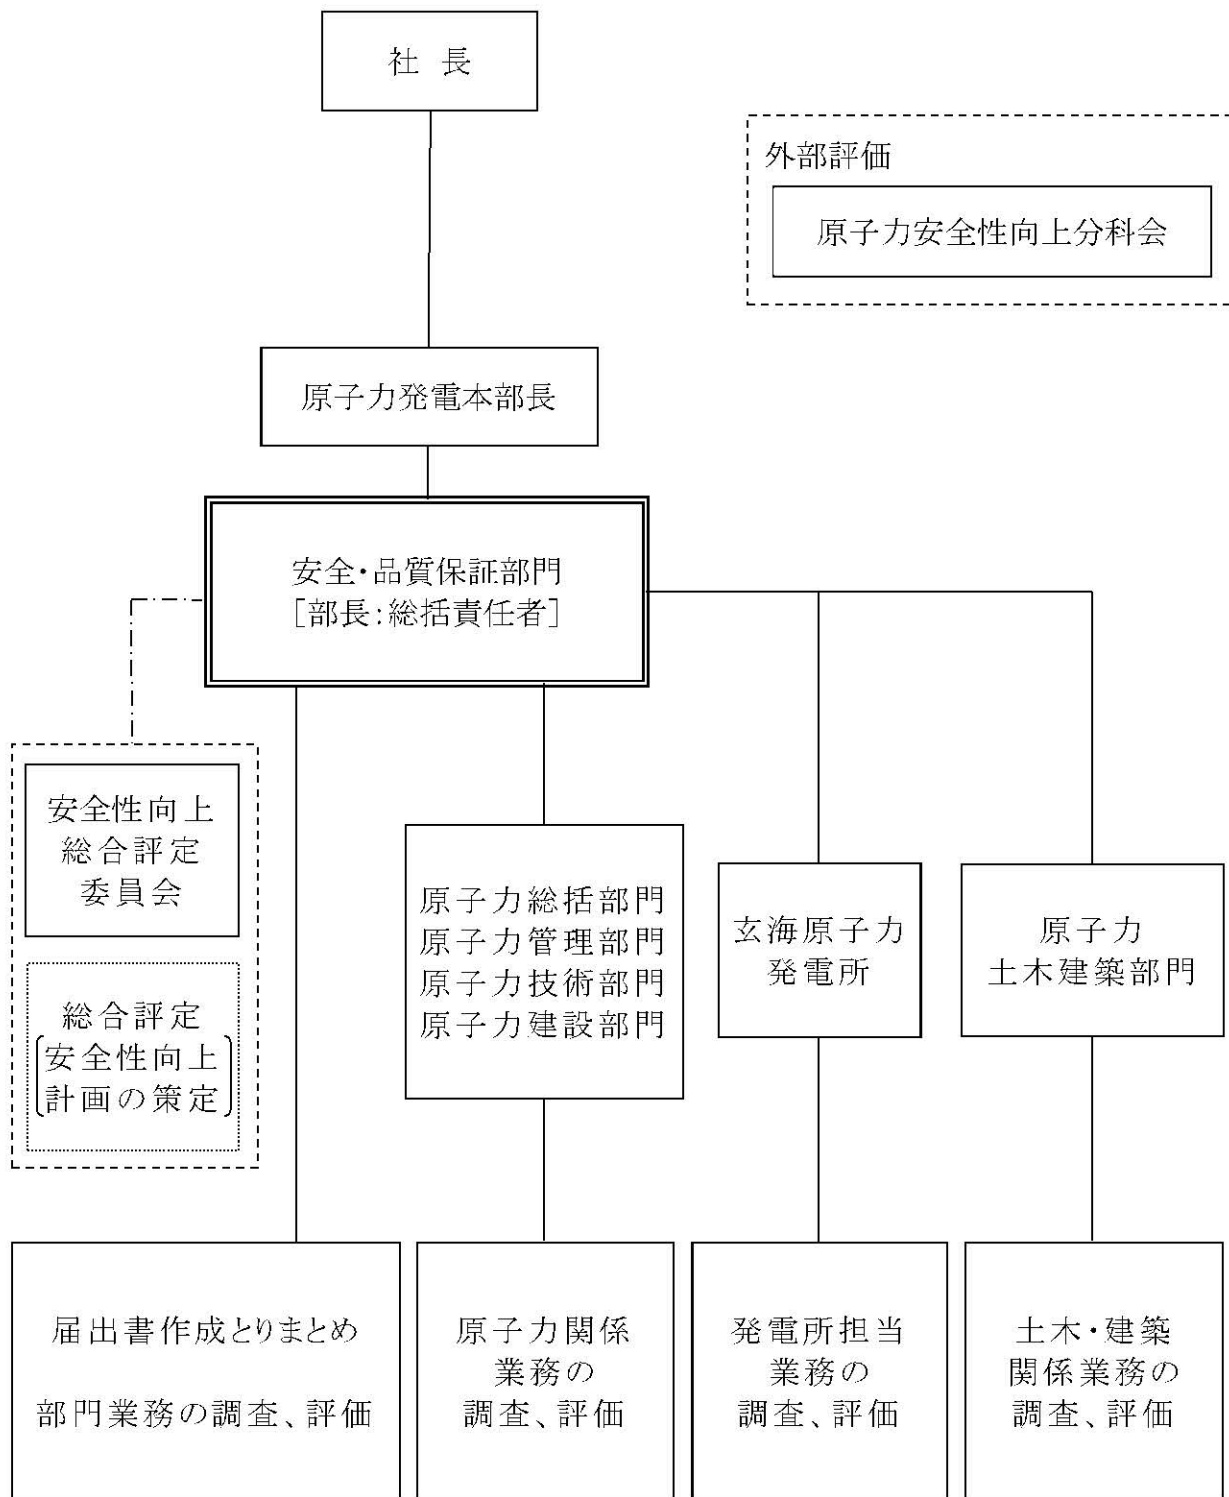 社長
外部評価
原子力安全性向上分科会
原子力発電本部長
安全・品質保証部門
[部長:総括責任者]
安全性向上
総合評定
委員会
総合評定
安全性向上
計画の策定
原子力総括部門
原子力管理部門
原子力技術部門
原子力建設部門
玄海原子力
発電所
原子力
土木建築部門
届出書作成とりまとめ
部門業務の調査、評価
原子力関係
業務の
調査、評価
発電所担当
業務の
調査、評価
土木・建築
関係業務の
調査、評価